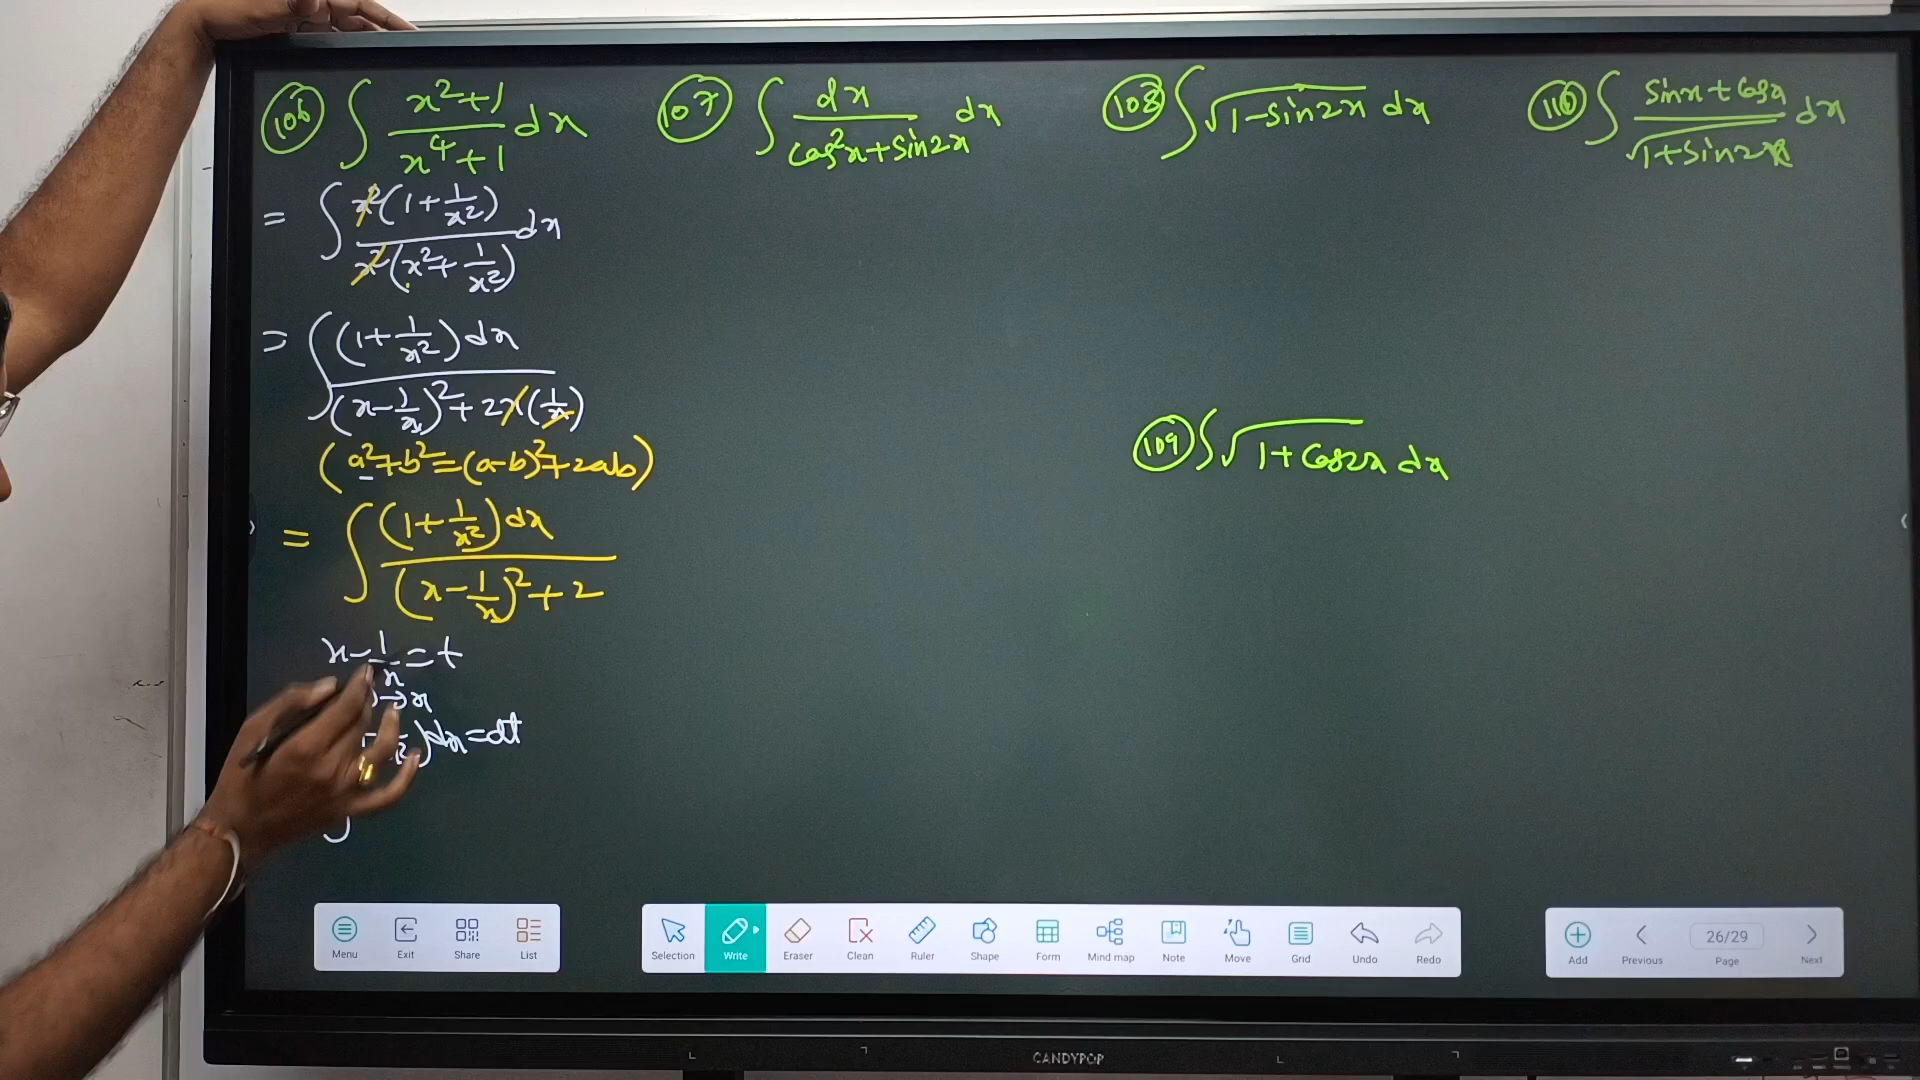 106 ∫ x²+1 / x⁴+1 dx
= ∫ x²(1+1/x²) / x²(x²+1/x²) dx
= ∫ (1+1/x²)dx / (x-1/x)²+2x(1/x)
(a²+b²=(a-b)²+2ab)
= ∫ (1+1/x²)dx / (x-1/x)²+2
x-1/x=t
→x
)dx=dt
∫
107 ∫ dx / cos²x+sin2x dx
108 ∫ √1-sin2x dx
109 ∫ √1+cos2x dx
110 ∫ sinx+cosx / √1+sin2x dx
Menu Exit Share List
Selection Write Eraser Clean Ruler Shape Form Mind map Note Move Grid Undo Redo
Add Previous 26/29 Page Next
CANDYPOP